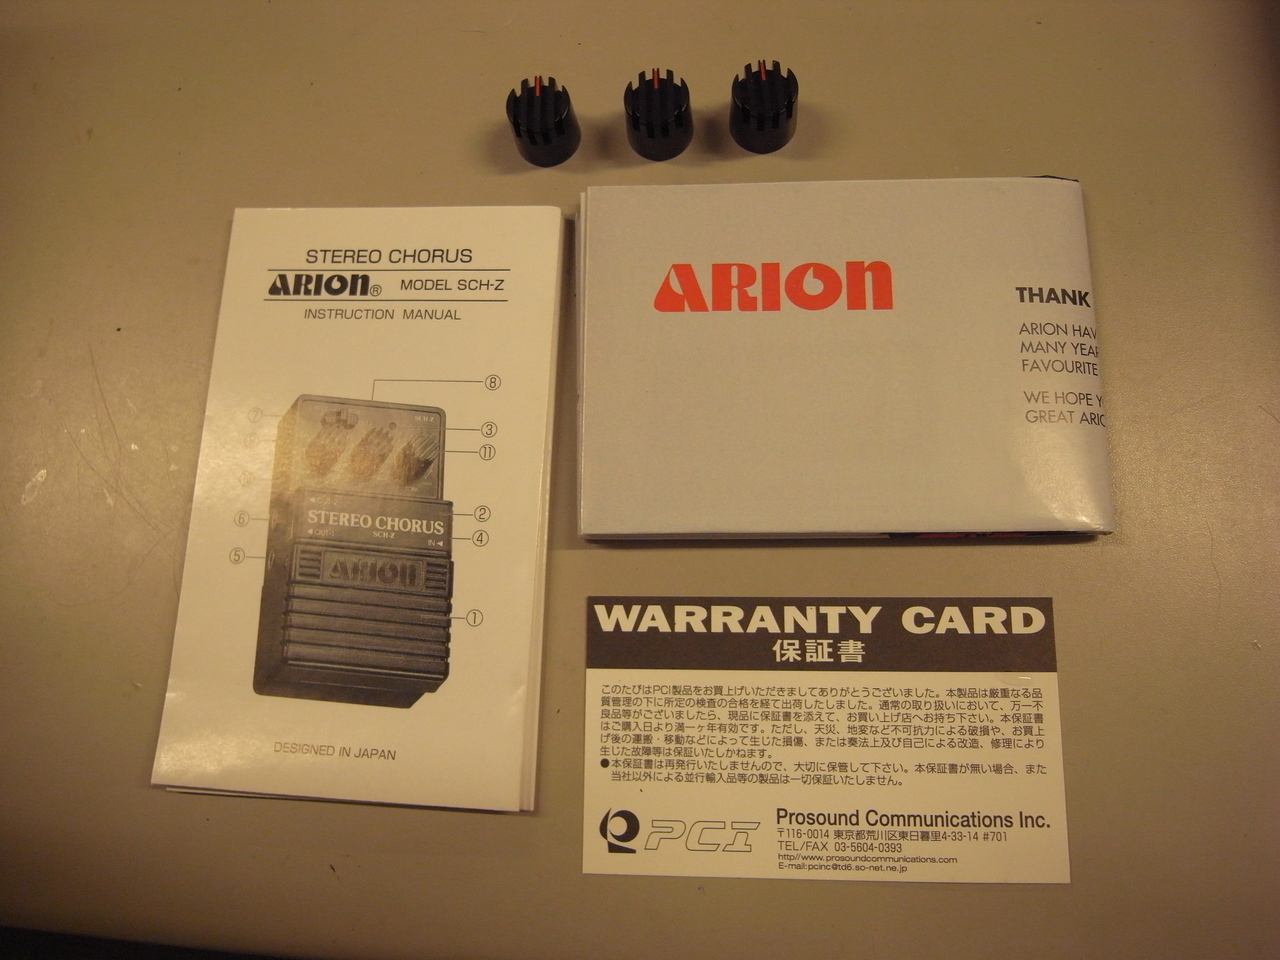 STEREO CHORUS
ARION® MODEL SCH-Z
INSTRUCTION MANUAL
⑧
⑦
SCH-Z
③
⑪
②
⑥
STEREO CHORUS
◀OUT-L
SCH-Z
IN◀
④
⑤
ARION
①
DESIGNED IN JAPAN
ARION
THANK
ARION HAV
MANY YEA
FAVOURITE
WE HOPE Y
GREAT ARIO
WARRANTY CARD
保証書
このたびはPCI製品をお買上げいただきましてありがとうございました。本製品は厳重なる品
質管理の下に所定の検査の合格を経て出荷したしました。通常の取り扱いにおいて、万一不
良品等がございましたら、現品に保証書を添えて、お買い上げ店へお持ち下さい。本保証書
はご購入日より満一ヶ年有効です。ただし、天災、地変など不可抗力による破損や、お買上
げ後の運搬・移動などによって生じた損傷、または奏法上及び自己による改造、修理により
生じた故障等は保証いたしかねます。
●本保証書は再発行いたしませんので、大切に保管して下さい。本保証書が無い場合、また
当社以外による並行輸入品等の製品は一切保証いたしません。
PCI
Prosound Communications Inc.
〒116-0014 東京都荒川区東日暮里4-33-14 #701
TEL/FAX 03-5604-0393
http//www.prosoundcommunications.com
E-mail:pcinc@td6.so-net.ne.jp